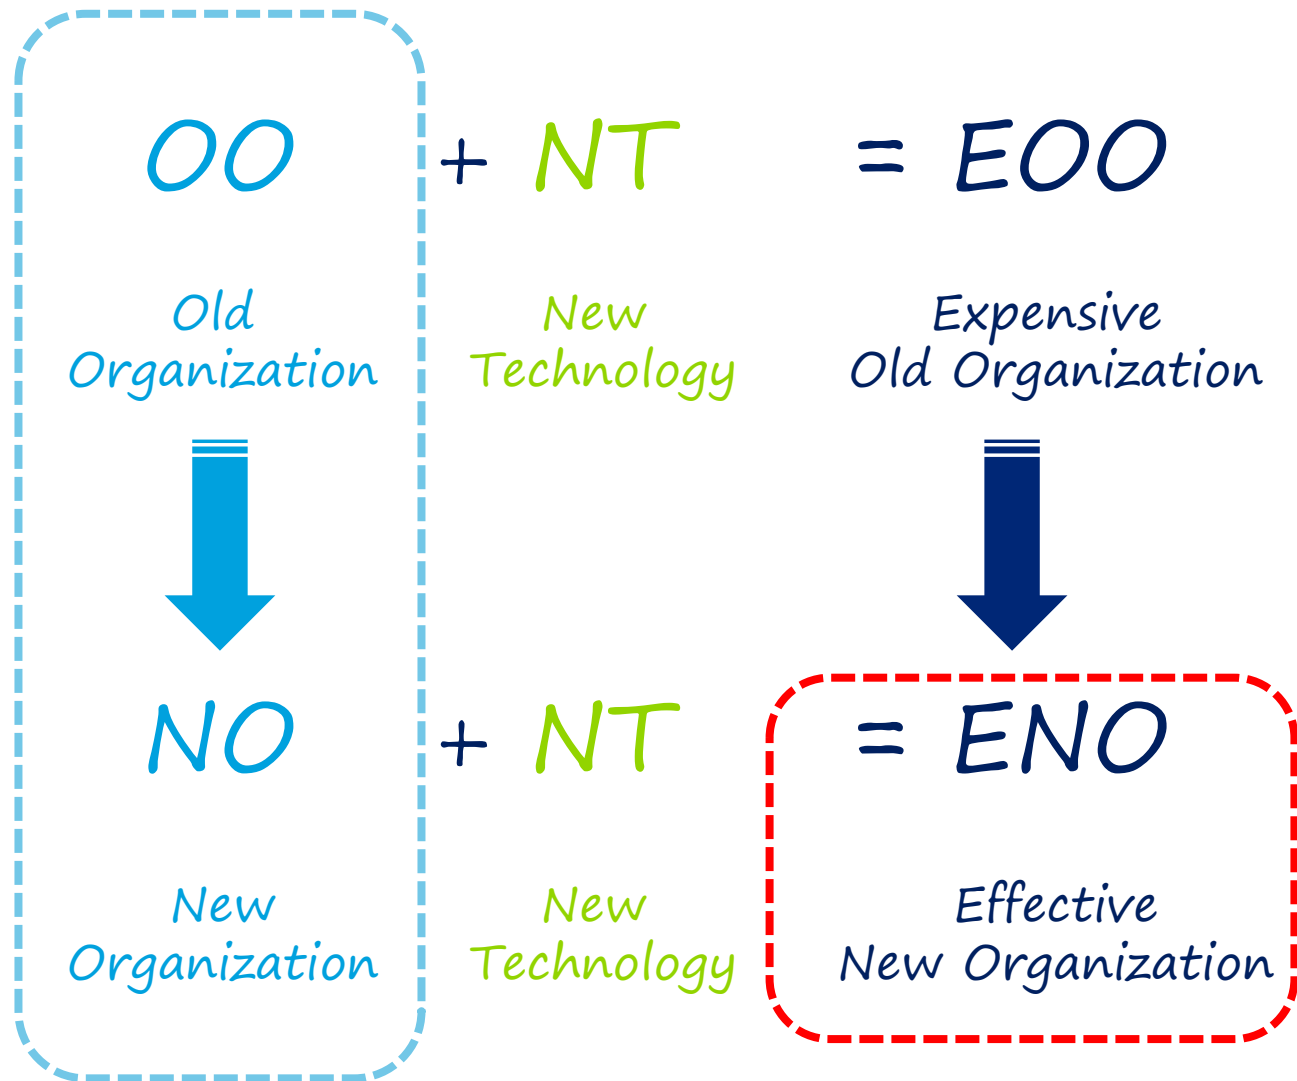 OO + NT = EOO
Old New Expensive
Organization Technology Old Organization
NO + NT = ENO
New New Effective
Organization Technology New Organization